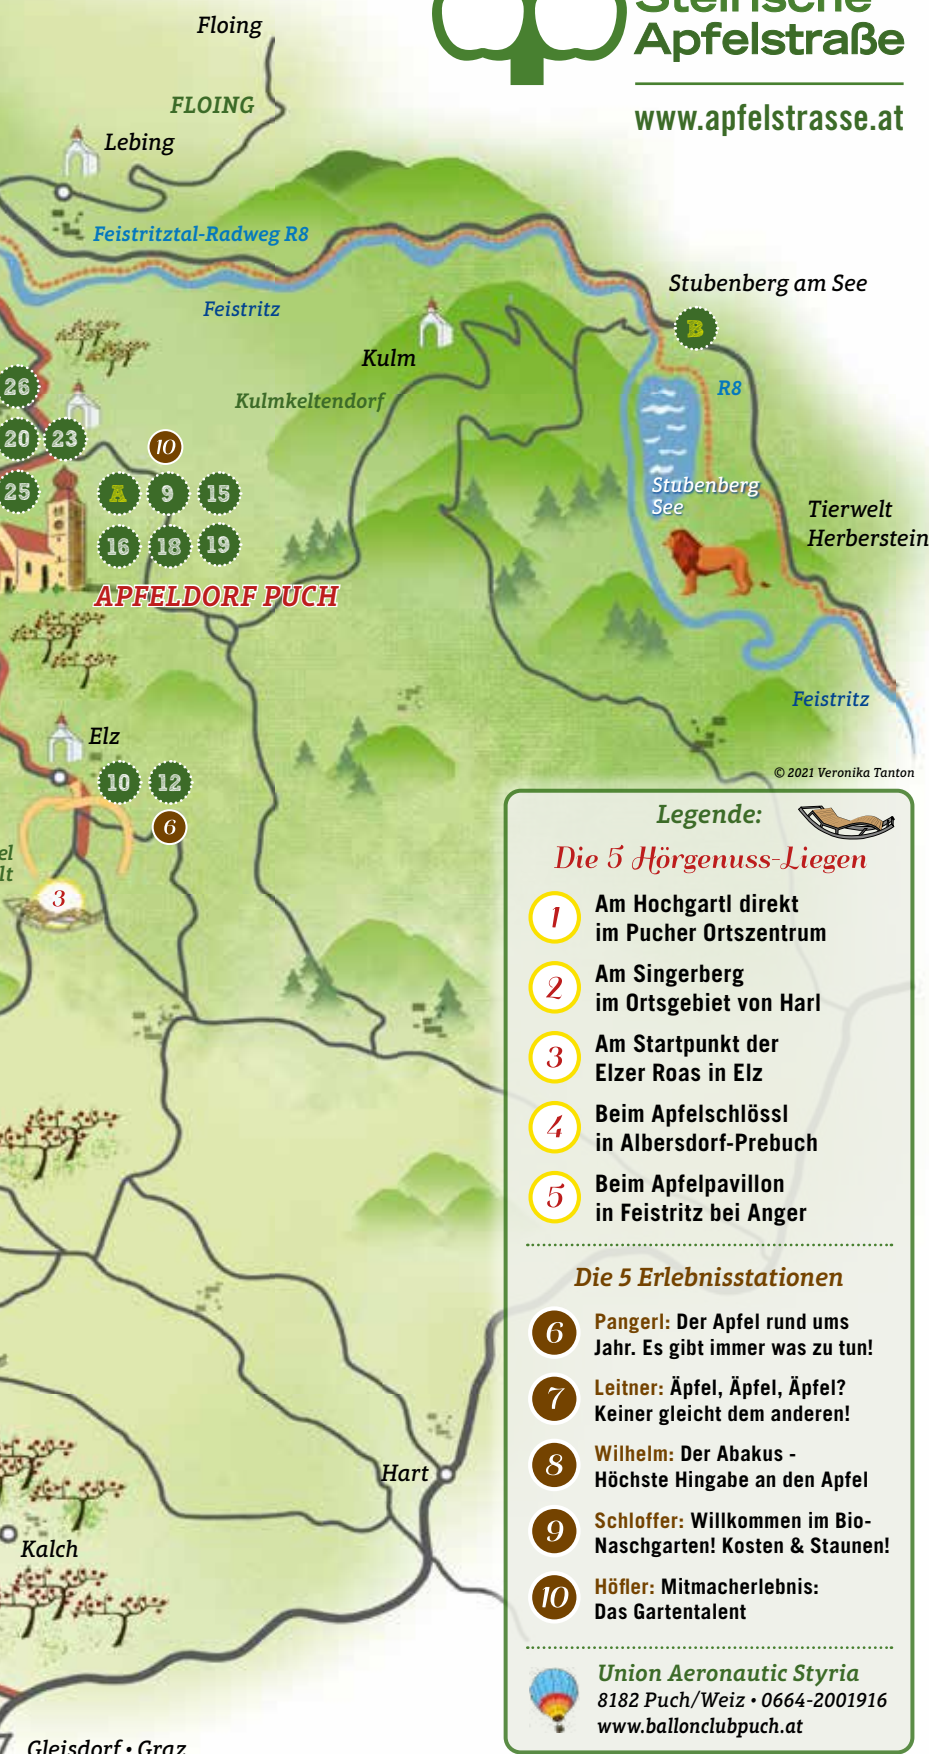 Steirische
Apfelstraße
www.apfelstrasse.at
Floing
FLOING
Lebing
Feistritztal-Radweg R8
Feistritz
Stubenberg am See
B
Kulm
Kulmkeltendorf
R8
26
20 23
10
25
A 9 15
16 18 19
Stubenberg
See
Tierwelt
Herberstein
APFELDORF PUCH
Feistritz
Elz
10 12
6
el
lt
3
© 2021 Veronika Tanton
Legende:
Die 5 Hörgenuss-Liegen
1 Am Hochgartl direkt
im Pucher Ortszentrum
2 Am Singerberg
im Ortsgebiet von Harl
3 Am Startpunkt der
Elzer Roas in Elz
4 Beim Apfelschlössl
in Albersdorf-Prebuch
5 Beim Apfelpavillon
in Feistritz bei Anger
Die 5 Erlebnisstationen
6 Pangerl: Der Apfel rund ums
Jahr. Es gibt immer was zu tun!
7 Leitner: Äpfel, Äpfel, Äpfel?
Keiner gleicht dem anderen!
8 Wilhelm: Der Abakus -
Höchste Hingabe an den Apfel
9 Schloffer: Willkommen im Bio-
Naschgarten! Kosten & Staunen!
10 Höfler: Mitmacherlebnis:
Das Gartentalent
Union Aeronautic Styria
8182 Puch/Weiz • 0664-2001916
www.ballonclubpuch.at
Hart
Kalch
Gleisdorf • Graz